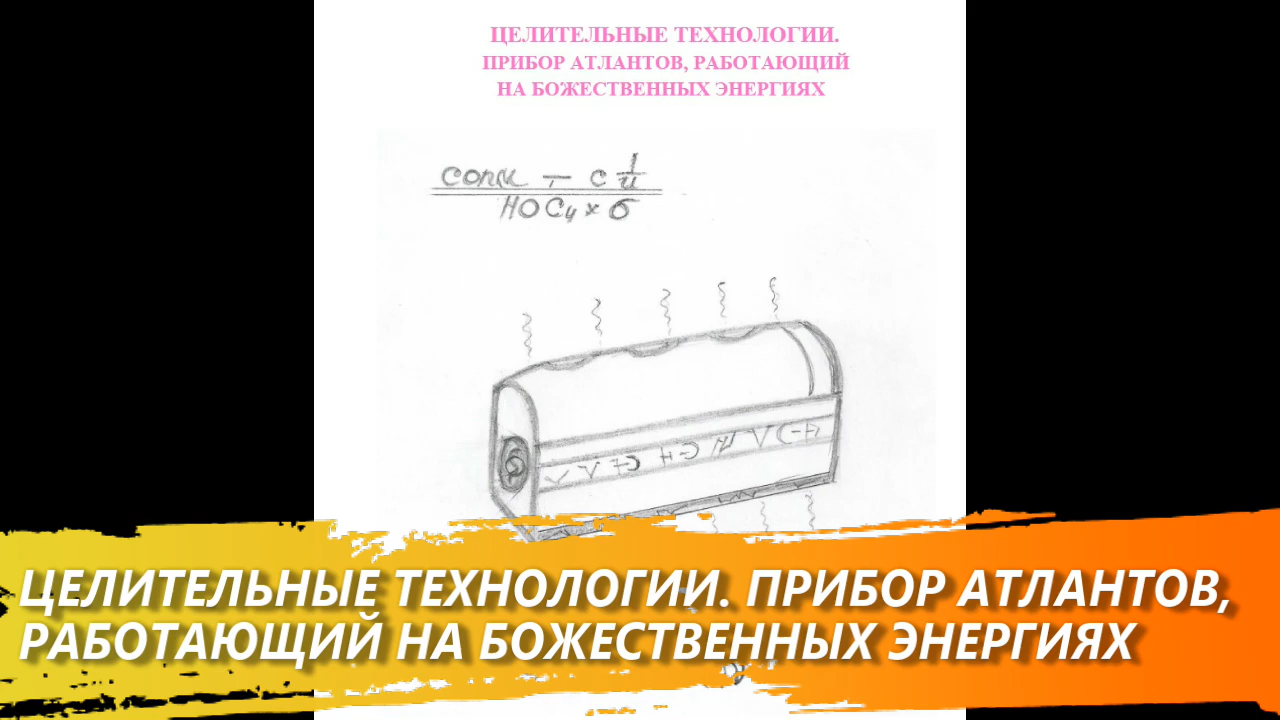 ЦЕЛИТЕЛЬНЫЕ ТЕХНОЛОГИИ.
ПРИБОР АТЛАНТОВ, РАБОТАЮЩИЙ
НА БОЖЕСТВЕННЫХ ЭНЕРГИЯХ
ЦЕЛИТЕЛЬНЫЕ ТЕХНОЛОГИИ. ПРИБОР АТЛАНТОВ,
РАБОТАЮЩИЙ НА БОЖЕСТВЕННЫХ ЭНЕРГИЯХ